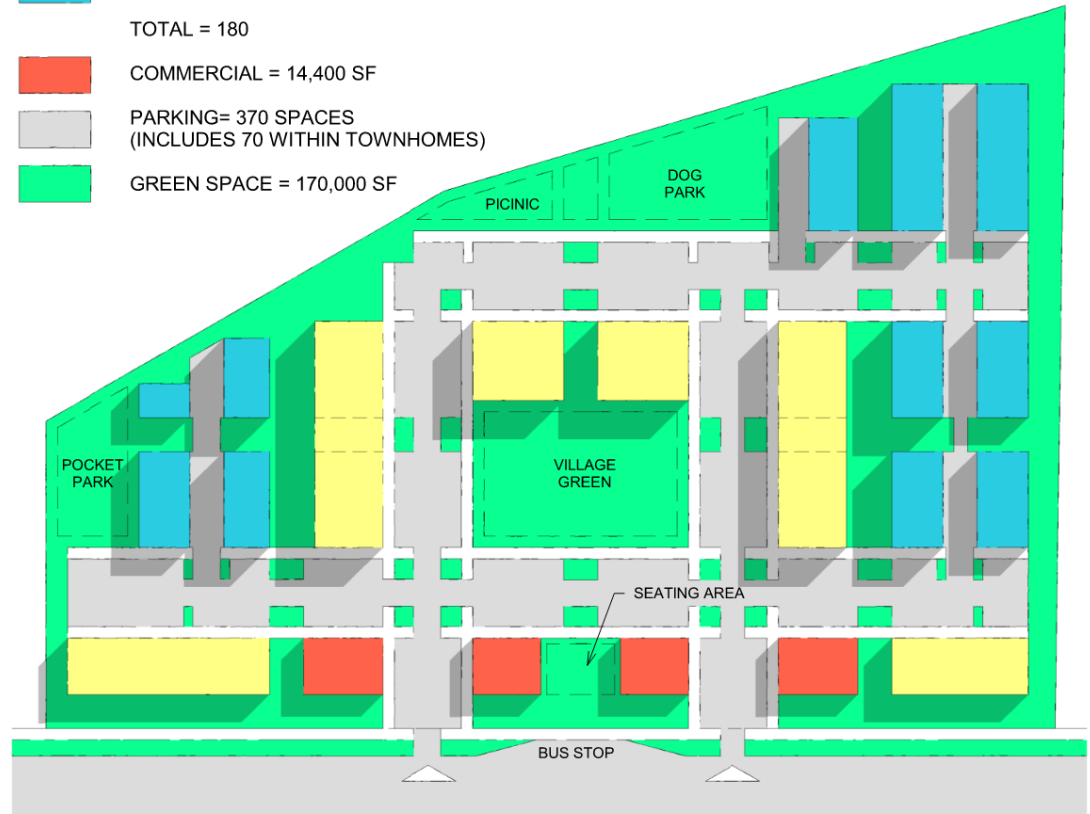 TOTAL = 180
COMMERCIAL = 14,400 SF
PARKING= 370 SPACES
(INCLUDES 70 WITHIN TOWNHOMES)
GREEN SPACE = 170,000 SF
DOG
PARK
PICINIC
POCKET
PARK
VILLAGE
GREEN
SEATING AREA
BUS STOP